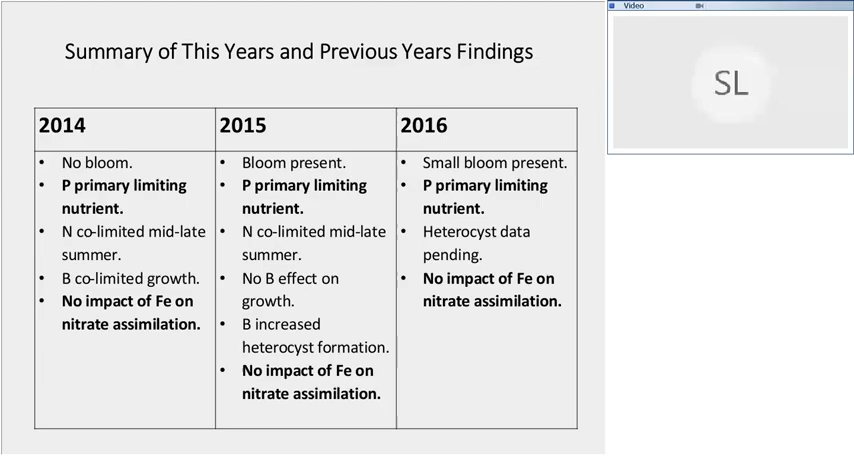 Summary of This Years and Previous Years Findings
2014
• No bloom.
• P primary limiting
nutrient.
• N co-limited mid-late
summer.
• B co-limited growth.
• No impact of Fe on
nitrate assimilation.
2015
• Bloom present.
• P primary limiting
nutrient.
• N co-limited mid-late
summer.
• No B effect on
growth.
• B increased
heterocyst formation.
• No impact of Fe on
nitrate assimilation.
2016
• Small bloom present.
• P primary limiting
nutrient.
• Heterocyst data
pending.
• No impact of Fe on
nitrate assimilation.
Video
SL